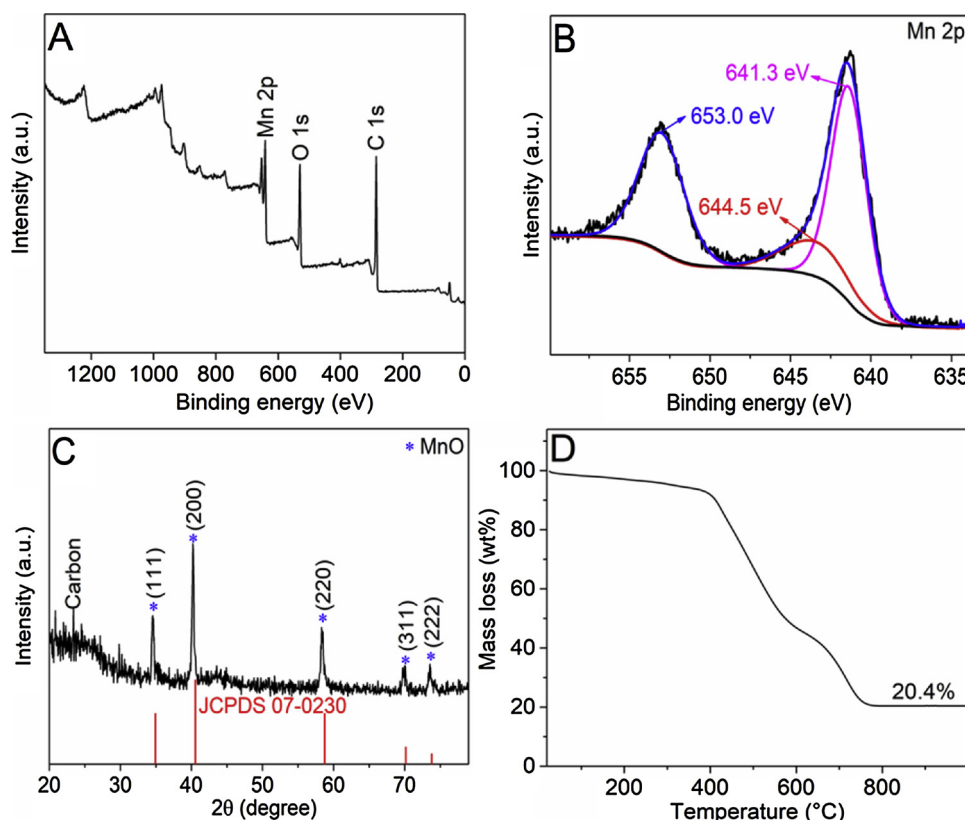 A
Mn 2p
O 1s
C 1s
Intensity (a.u.)
1200 1000 800 600 400 200 0
Binding energy (eV)
B
Mn 2p
641.3 eV
653.0 eV
644.5 eV
Intensity (a.u.)
655 650 645 640 635
Binding energy (eV)
C
* MnO
Carbon
*(111)
*(200)
*(220)
*(311)
*(222)
JCPDS 07-0230
Intensity (a.u.)
20 30 40 50 60 70
2θ (degree)
D
100
80
60
40
20
0
20.4%
Mass loss (wt%)
200 400 600 800
Temperature (°C)